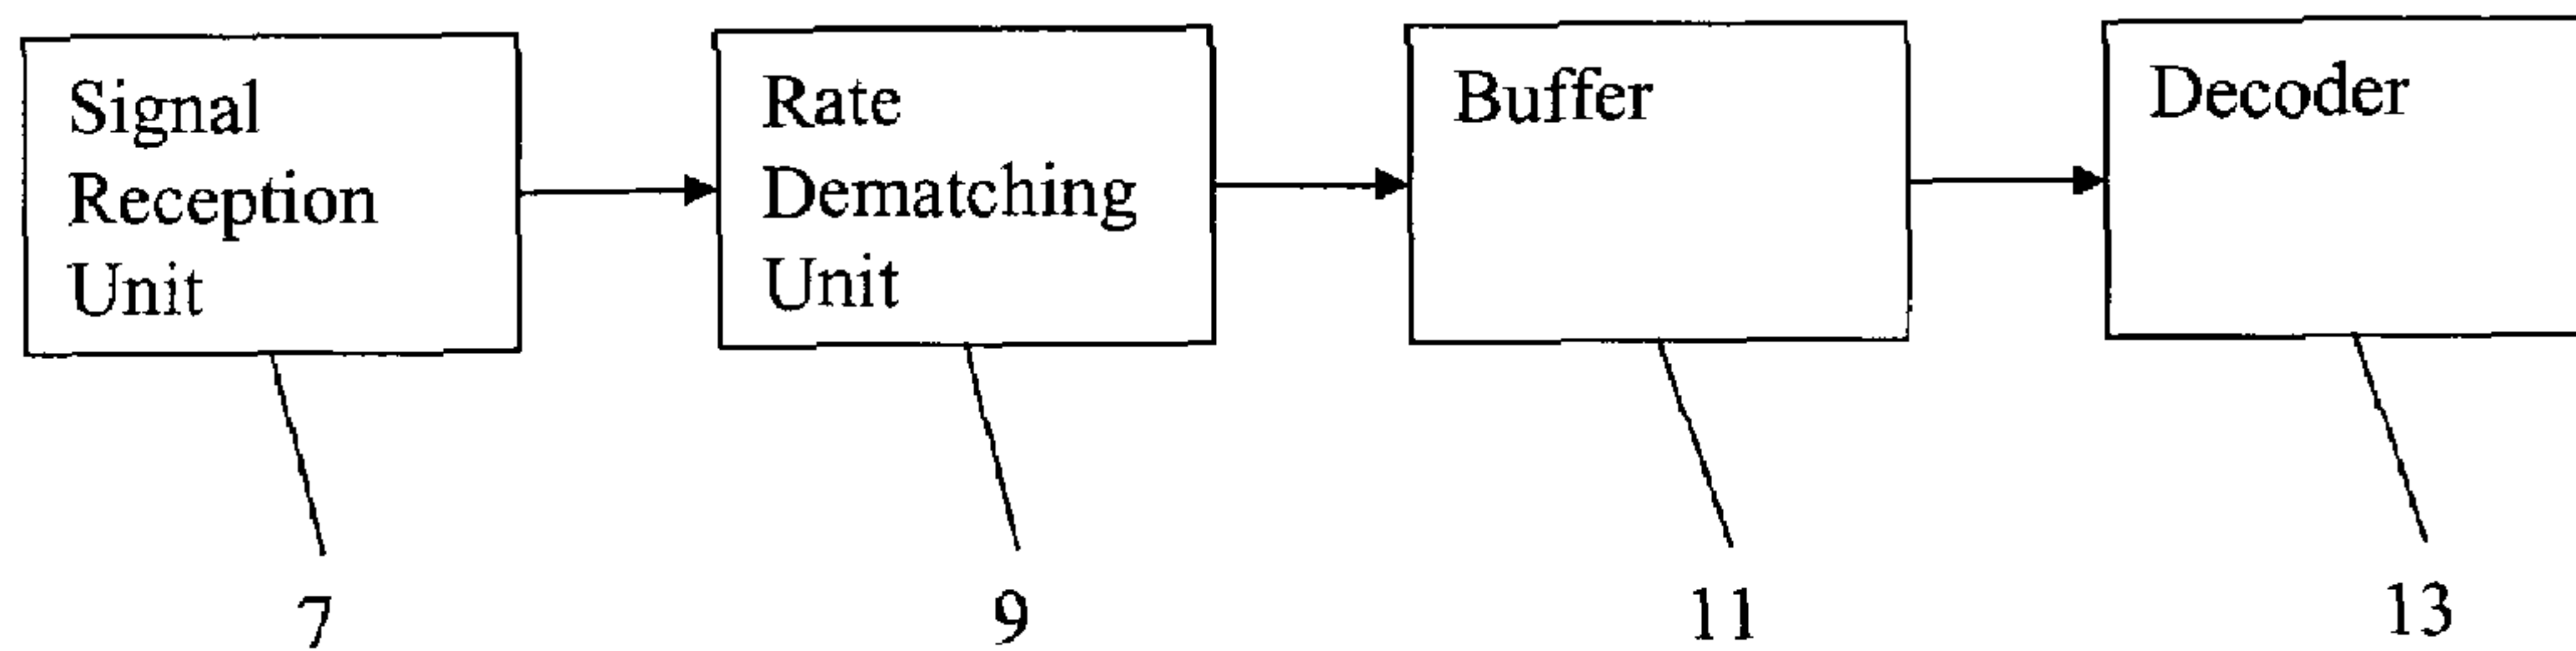 Signal
Reception
Unit
Rate
Dematching
Unit
Buffer
Decoder
7
9
11
13